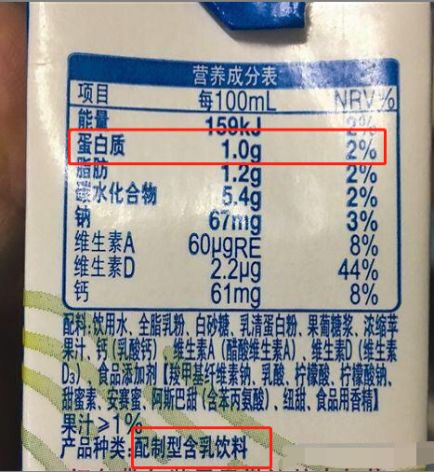 营养成分表
项目 每100mL NRV%
能量 159kJ 2%
蛋白质 1.0g 2%
脂肪 1.2g 2%
碳水化合物 5.4g 2%
钠 67mg 3%
维生素A 60μgRE 8%
维生素D 2.2μg 44%
钙 61mg 8%
配料:饮用水、全脂乳粉、白砂糖、乳清蛋白粉、果葡糖浆、浓缩苹
果汁、钙(乳酸钙)、维生素A(醋酸维生素A)、维生素D(维生素
D₃)、食品添加剂【羧甲基纤维素钠、乳酸、柠檬酸、柠檬酸钠、
甜蜜素、安赛蜜、阿斯巴甜(含苯丙氨酸)、纽甜、食品用香精】
果汁≥1%
产品种类:配制型含乳饮料